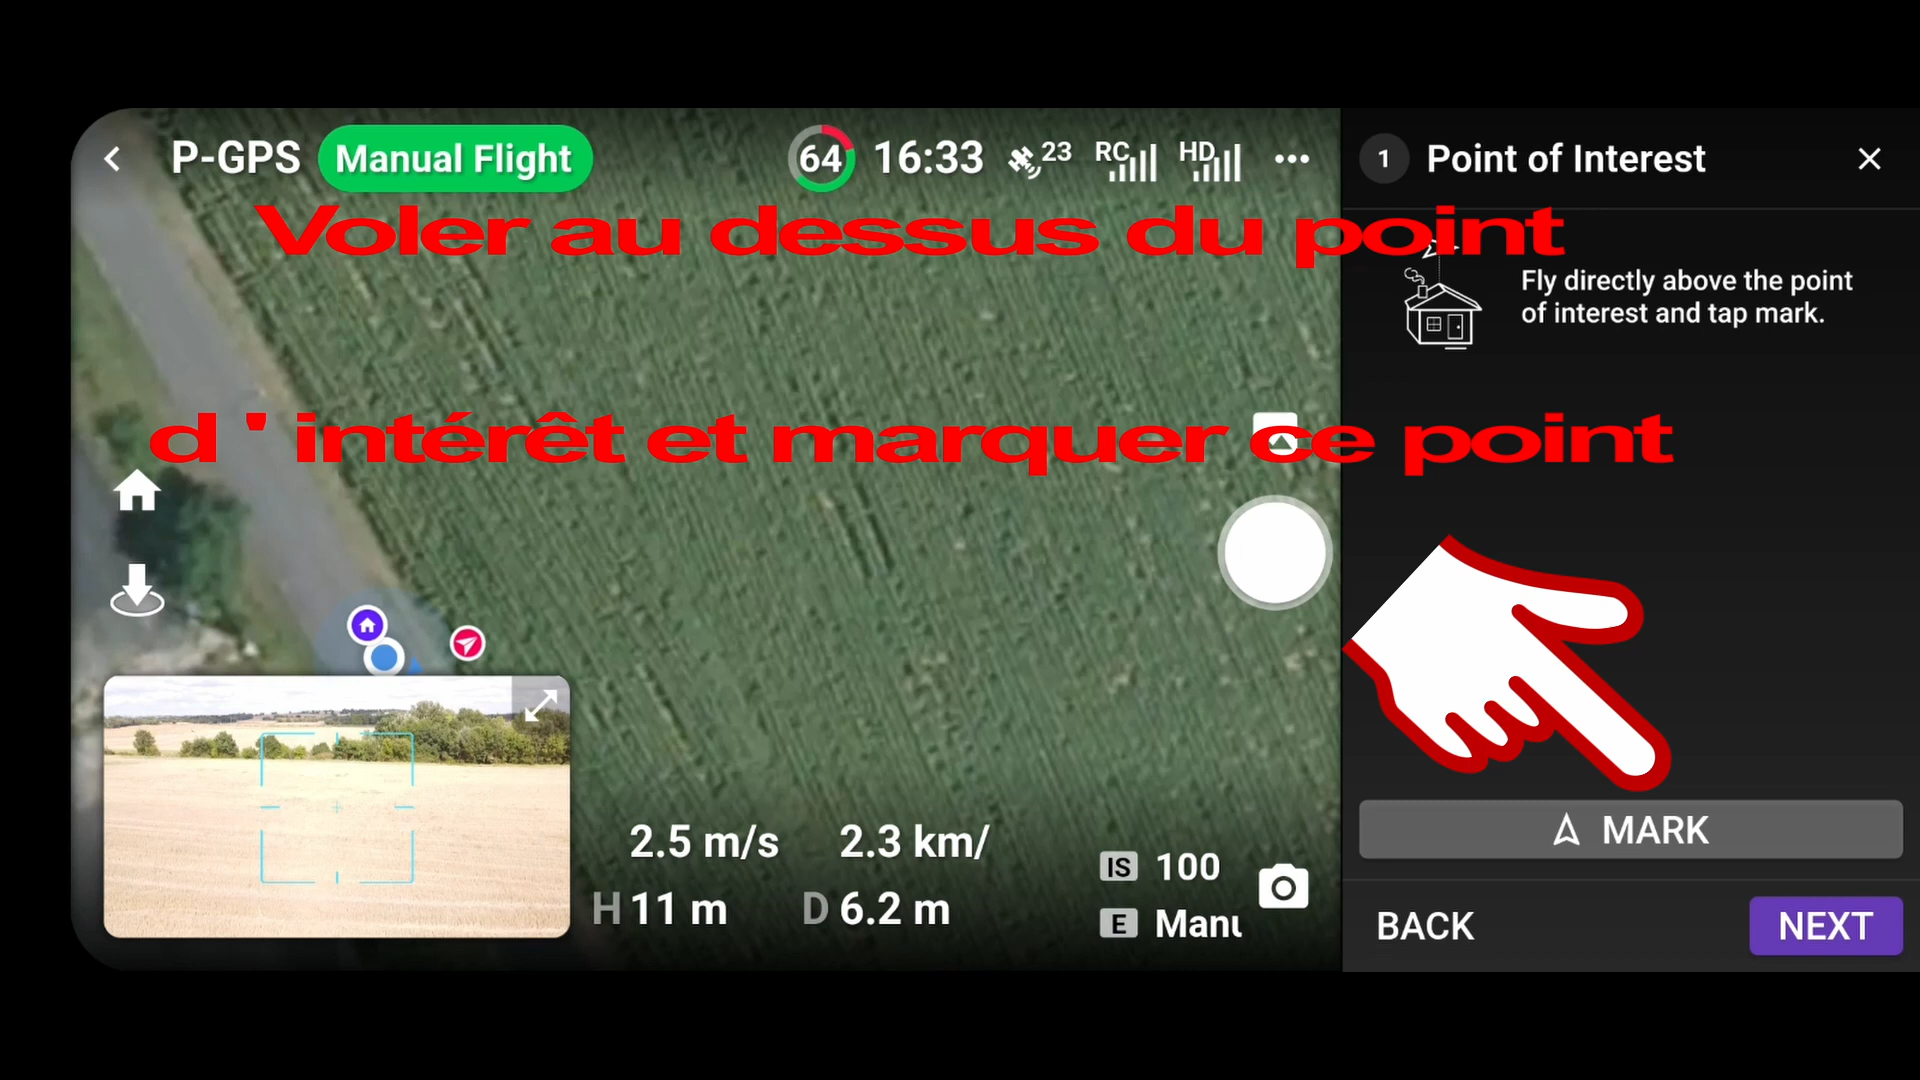 P-GPS Manual Flight 64 16:33 23 RC HD
1 Point of Interest
Voler au dessus du point
Fly directly above the point
of interest and tap mark.
d ' intérêt et marquer ce point
2.5 m/s 2.3 km/
H 11 m D 6.2 m
IS 100
E Manu
MARK
BACK NEXT